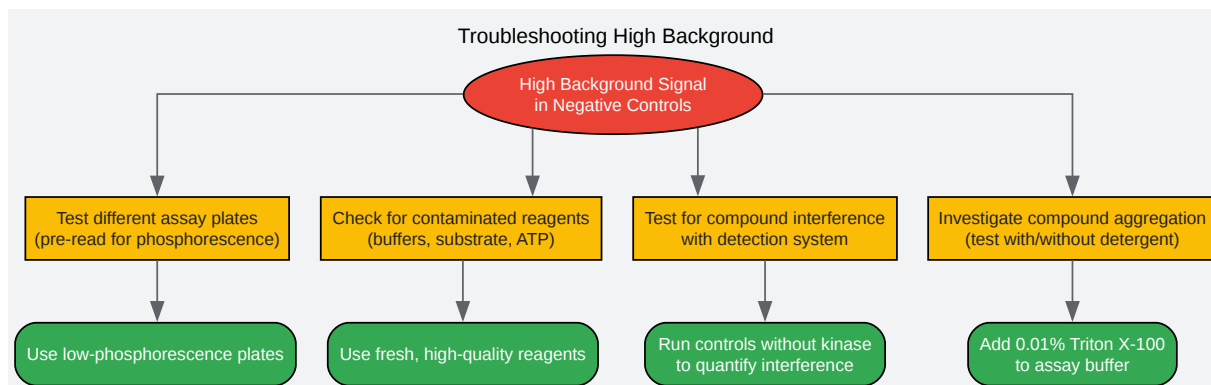 Troubleshooting High Background
High Background Signal
in Negative Controls
Test different assay plates
(pre-read for phosphorescence)
Check for contaminated reagents
(buffers, substrate, ATP)
Test for compound interference
with detection system
Investigate compound aggregation
(test with/without detergent)
Use low-phosphorescence plates
Use fresh, high-quality reagents
Run controls without kinase
to quantify interference
Add 0.01% Triton X-100
to assay buffer